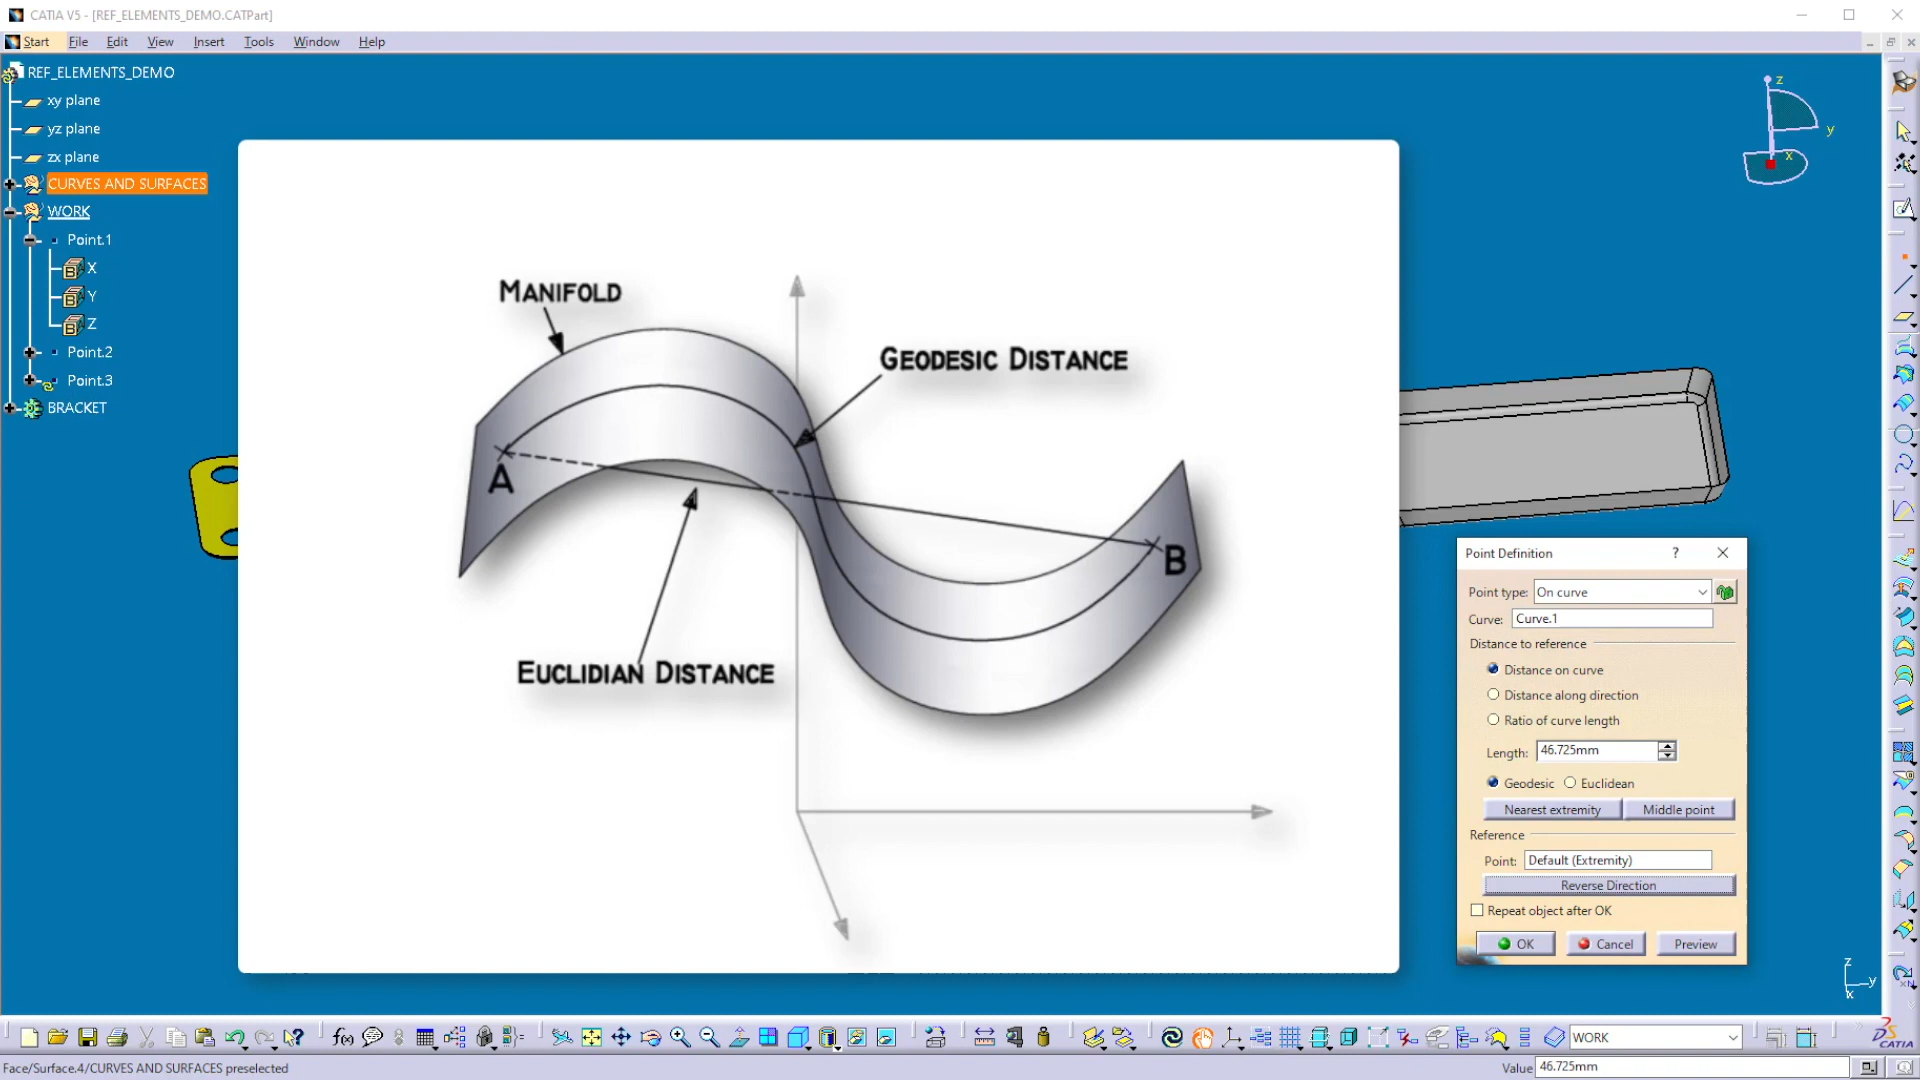 CATIA V5 - [REF_ELEMENTS_DEMO.CATPart]
Start File Edit View Insert Tools Window Help
REF_ELEMENTS_DEMO
xy plane
yz plane
zx plane
CURVES AND SURFACES
WORK
Point.1
X
Y
Z
Point.2
Point.3
BRACKET
z
y
x
MANIFOLD
GEODESIC DISTANCE
A
B
EUCLIDIAN DISTANCE
Point Definition ?
Point type: On curve
Curve: Curve.1
Distance to reference
Distance on curve
Distance along direction
Ratio of curve length
Length: 46.725mm
Geodesic Euclidean
Nearest extremity Middle point
Reference
Point: Default (Extremity)
Reverse Direction
Repeat object after OK
OK Cancel Preview
z
y
x
f(x)
WORK
CATIA
Face/Surface.4/CURVES AND SURFACES preselected
Value 46.725mm